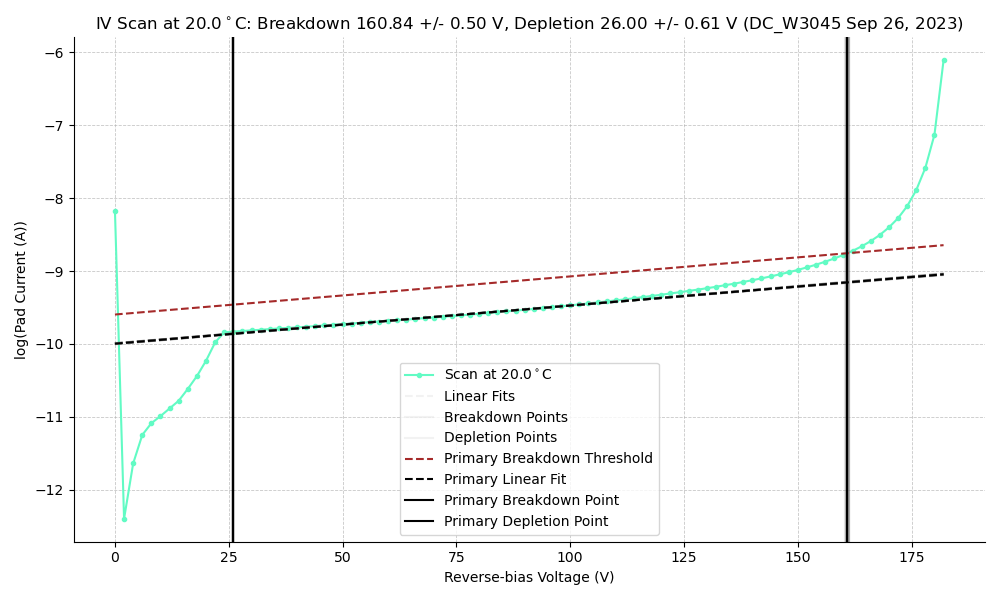 IV Scan at 20.0°C: Breakdown 160.84 +/- 0.50 V, Depletion 26.00 +/- 0.61 V (DC_W3045 Sep 26, 2023)
log(Pad Current (A))
−6
−7
−8
−9
−10
−11
−12
Scan at 20.0°C
Linear Fits
Breakdown Points
Depletion Points
Primary Breakdown Threshold
Primary Linear Fit
Primary Breakdown Point
Primary Depletion Point
0 25 50 75 100 125 150 175
Reverse-bias Voltage (V)